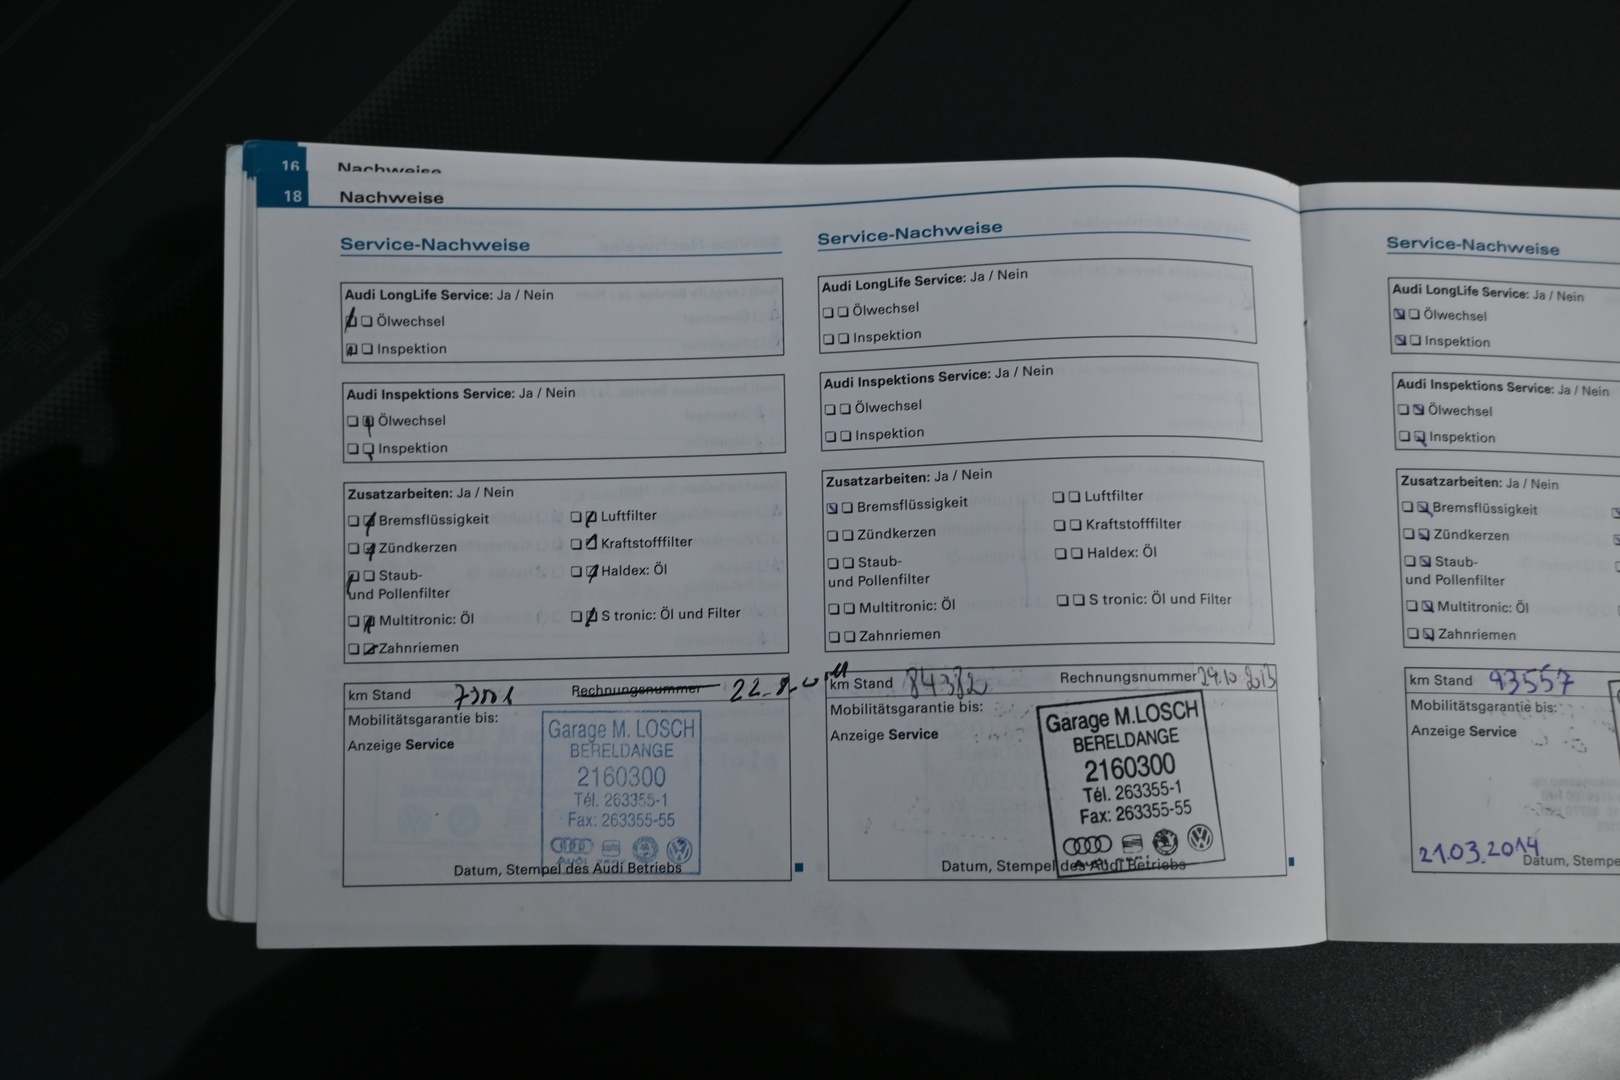 16 Nachweise
18 Nachweise
Service-Nachweise
Audi LongLife Service: Ja / Nein
Ölwechsel
Inspektion
Audi Inspektions Service: Ja / Nein
Ölwechsel
Inspektion
Zusatzarbeiten: Ja / Nein
Bremsflüssigkeit Luftfilter
Zündkerzen Kraftstofffilter
Staub- Haldex: Öl
und Pollenfilter
Multitronic: Öl S tronic: Öl und Filter
Zahnriemen
km Stand Rechnungsnummer
Mobilitätsgarantie bis:
Anzeige Service
Garage M. LOSCH
BERELDANGE
2160300
Tél. 263355-1
Fax: 263355-55
Audi
Datum, Stempel des Audi Betriebs
Service-Nachweise
Audi LongLife Service: Ja / Nein
Ölwechsel
Inspektion
Audi Inspektions Service: Ja / Nein
Ölwechsel
Inspektion
Zusatzarbeiten: Ja / Nein
Bremsflüssigkeit Luftfilter
Zündkerzen Kraftstofffilter
Staub- Haldex: Öl
und Pollenfilter
Multitronic: Öl S tronic: Öl und Filter
Zahnriemen
km Stand 84382 Rechnungsnummer 29.10 2013
Mobilitätsgarantie bis:
Anzeige Service
Garage M.LOSCH
BERELDANGE
2160300
Tél. 263355-1
Fax: 263355-55
Datum, Stempel des Audi Betriebs
Service-Nachweise
Audi LongLife Service: Ja / Nein
Ölwechsel
Inspektion
Audi Inspektions Service: Ja / Nein
Ölwechsel
Inspektion
Zusatzarbeiten: Ja / Nein
Bremsflüssigkeit
Zündkerzen
Staub-
und Pollenfilter
Multitronic: Öl
Zahnriemen
km Stand 93557
Mobilitätsgarantie bis:
Anzeige Service
21.03.2014
Datum, Stempe